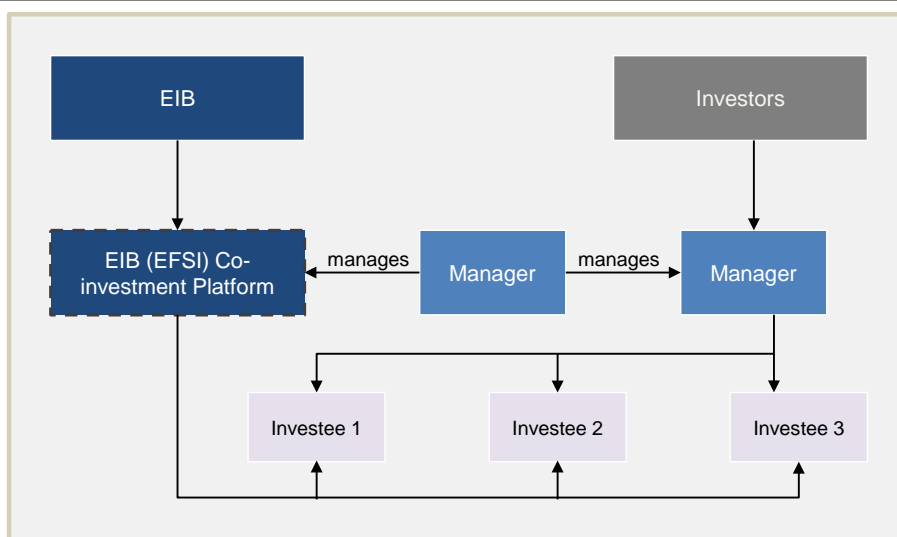 EIB
Investors
EIB (EFSI) Co-
investment Platform
manages
Manager
manages
Manager
Investee 1
Investee 2
Investee 3